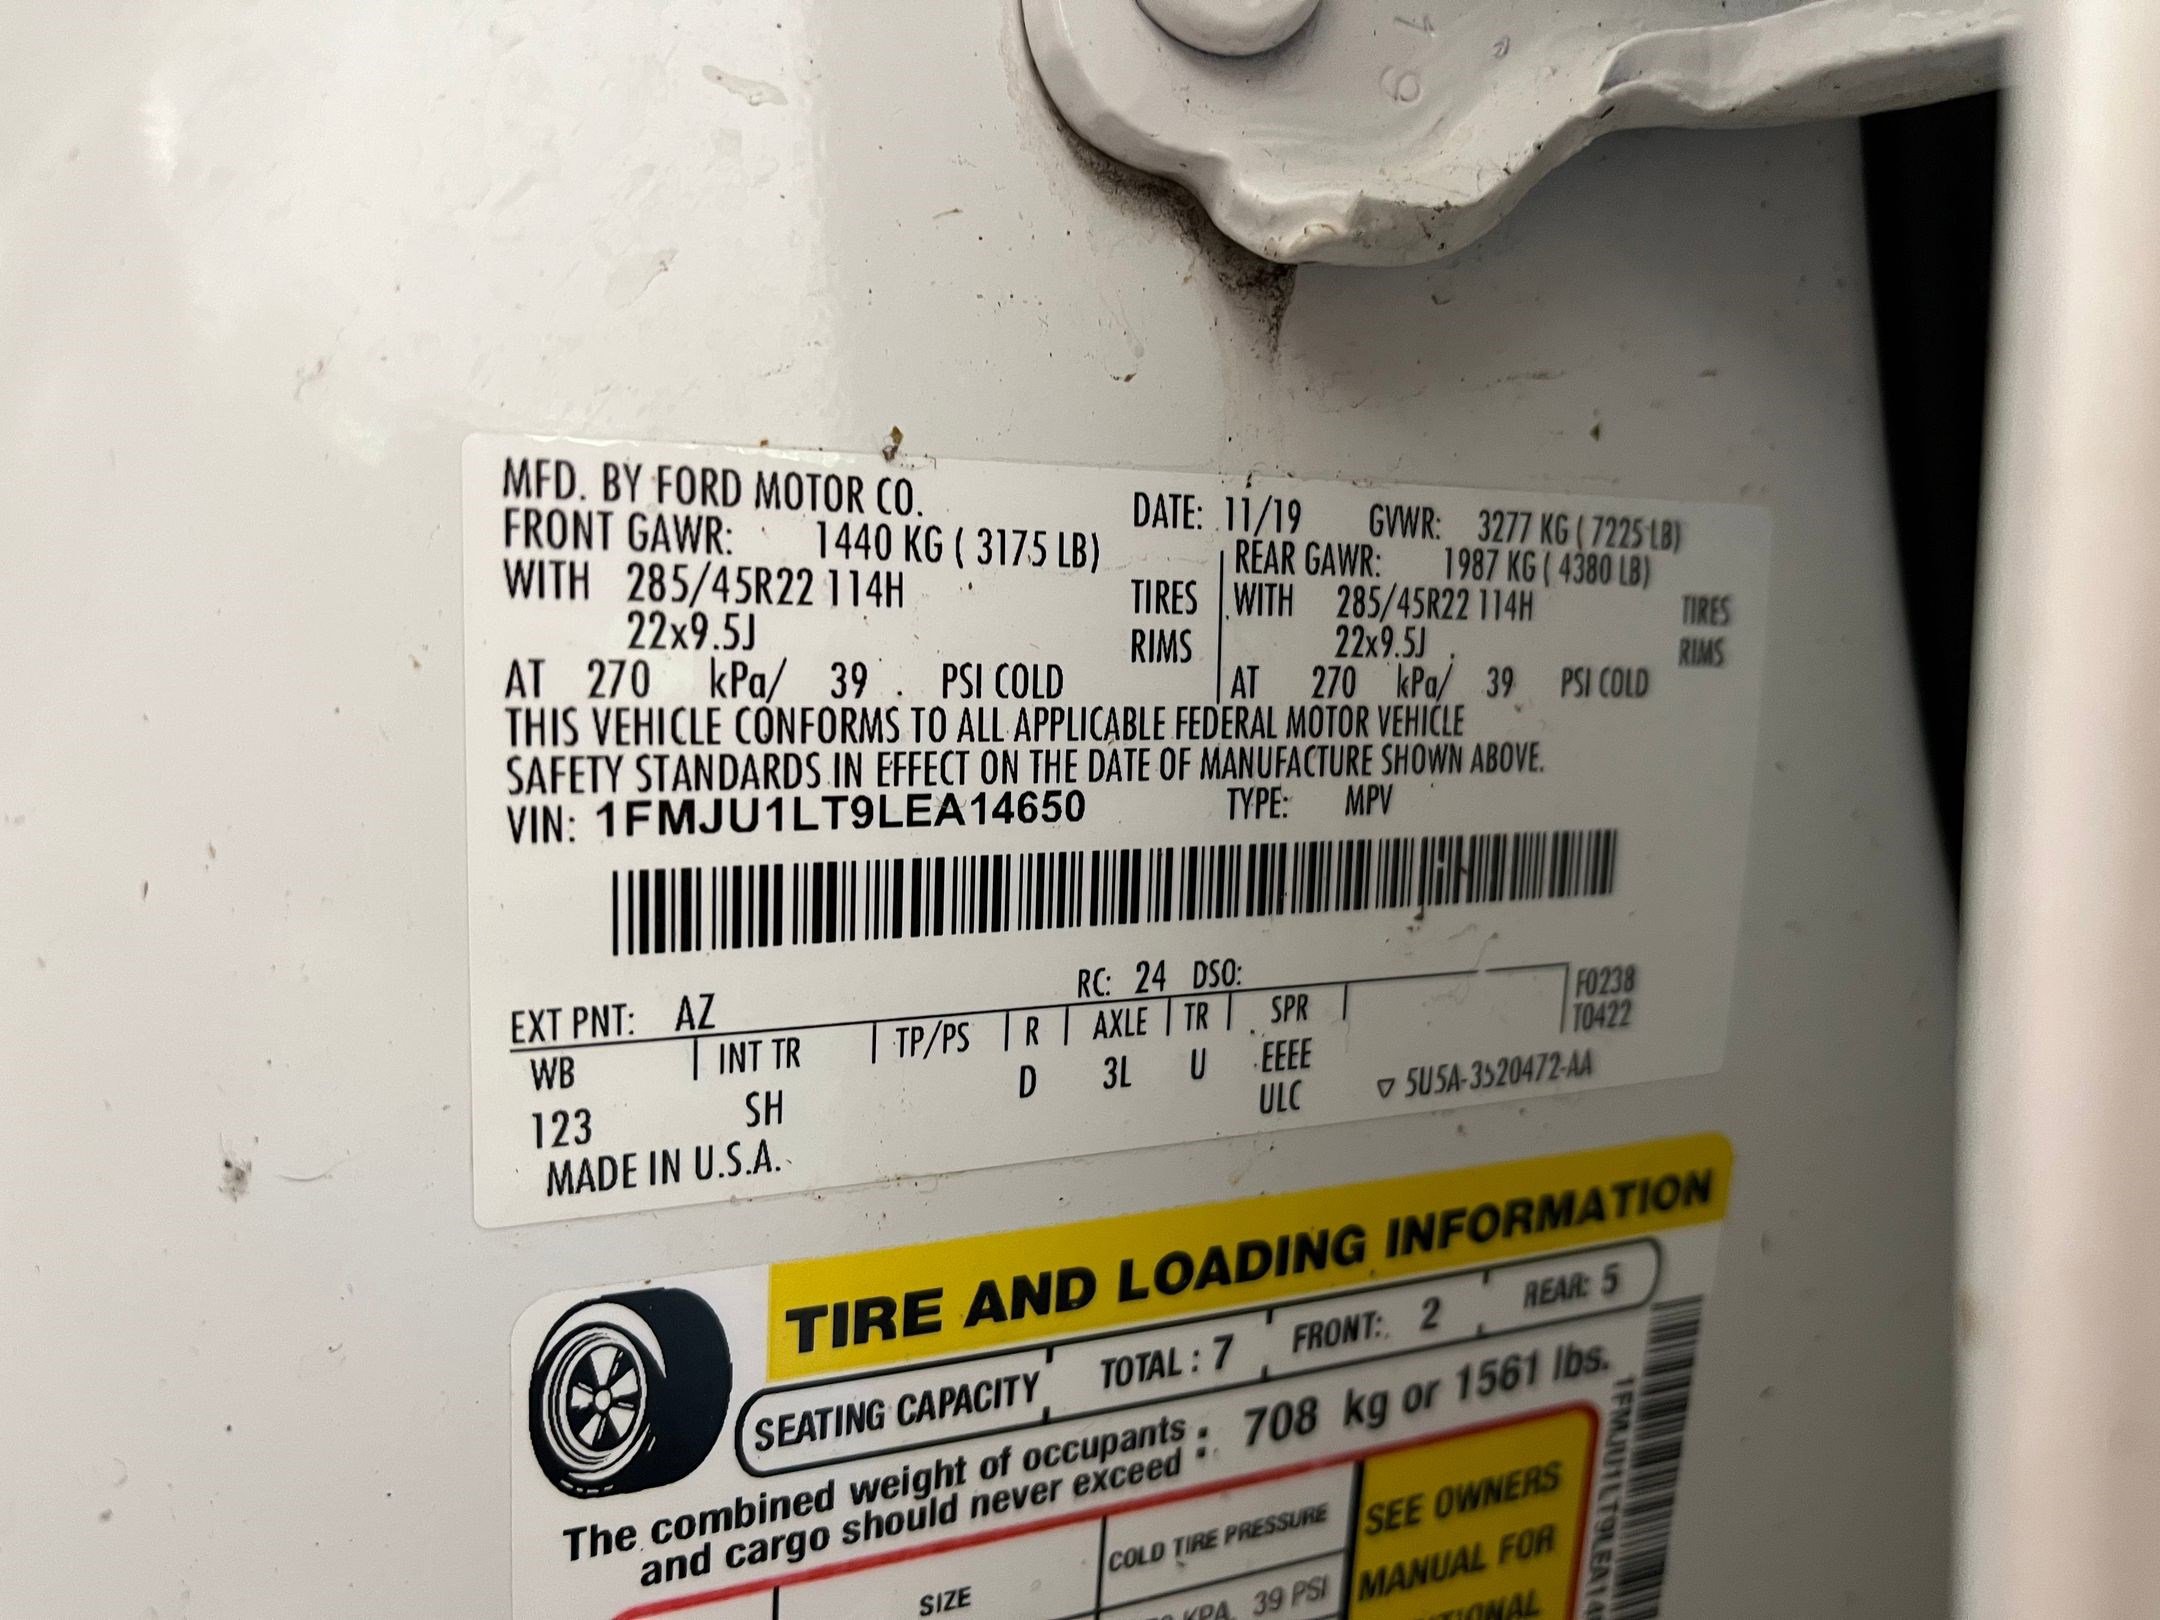 MFD. BY FORD MOTOR CO. DATE: 11/19 GVWR: 3277 KG ( 7225 LB)
FRONT GAWR: 1440 KG ( 3175 LB) REAR GAWR: 1987 KG ( 4380 LB)
WITH 285/45R22 114H TIRES WITH 285/45R22 114H TIRES
22x9.5J RIMS 22x9.5J RIMS
AT 270 kPa/ 39 PSI COLD AT 270 kPa/ 39 PSI COLD
THIS VEHICLE CONFORMS TO ALL APPLICABLE FEDERAL MOTOR VEHICLE
SAFETY STANDARDS IN EFFECT ON THE DATE OF MANUFACTURE SHOWN ABOVE.
VIN: 1FMJU1LT9LEA14650 TYPE: MPV
EXT PNT: AZ RC: 24 DSO: F0238
WB INT TR TP/PS R AXLE TR SPR T0422
123 SH D 3L U EEEE
ULC 5U5A-3520472-AA
MADE IN U.S.A.
TIRE AND LOADING INFORMATION
SEATING CAPACITY TOTAL : 7 FRONT: 2 REAR: 5
The combined weight of occupants : 708 kg or 1561 lbs.
and cargo should never exceed :
SIZE COLD TIRE PRESSURE SEE OWNERS
KPA, 39 PSI MANUAL FOR
1FMJU1LT9LEA14